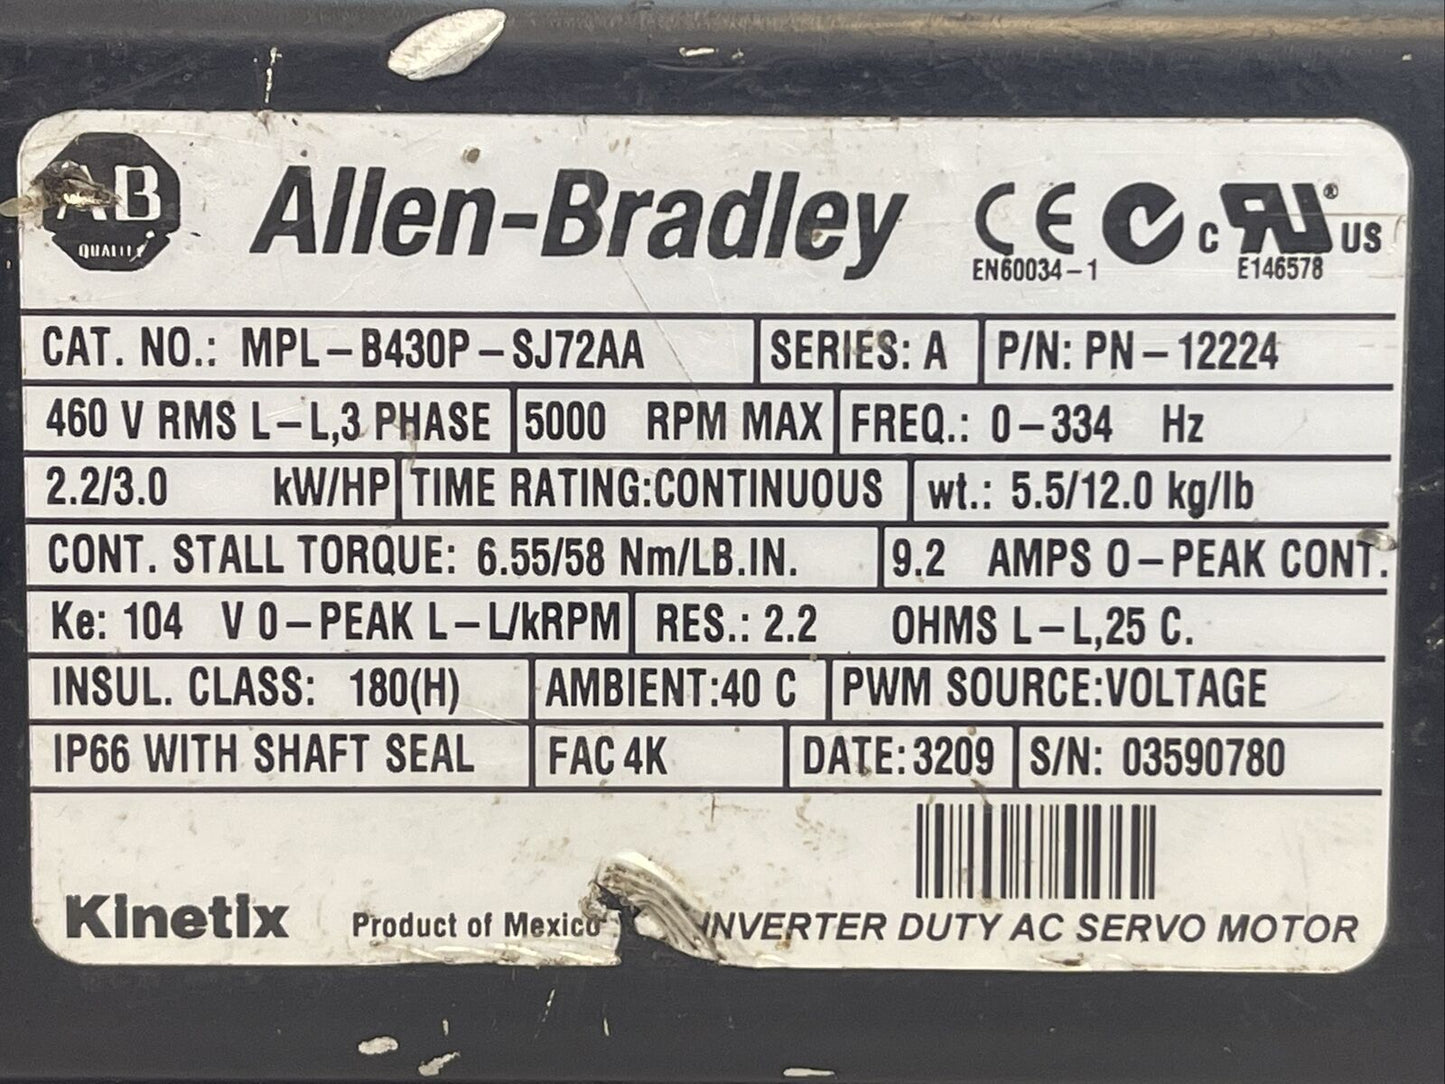 AB
QUALITY
Allen-Bradley
CE
EN60034-1
c RU® US
E146578
CAT. NO.: MPL-B430P-SJ72AA SERIES: A P/N: PN-12224
460 V RMS L-L,3 PHASE 5000 RPM MAX FREQ.: 0-334 Hz
2.2/3.0 kW/HP TIME RATING:CONTINUOUS wt.: 5.5/12.0 kg/lb
CONT. STALL TORQUE: 6.55/58 Nm/LB.IN. 9.2 AMPS 0-PEAK CONT.
Ke: 104 V 0-PEAK L-L/kRPM RES.: 2.2 OHMS L-L,25 C.
INSUL. CLASS: 180(H) AMBIENT:40 C PWM SOURCE:VOLTAGE
IP66 WITH SHAFT SEAL FAC 4K DATE:3209 S/N: 03590780
Kinetix Product of Mexico INVERTER DUTY AC SERVO MOTOR